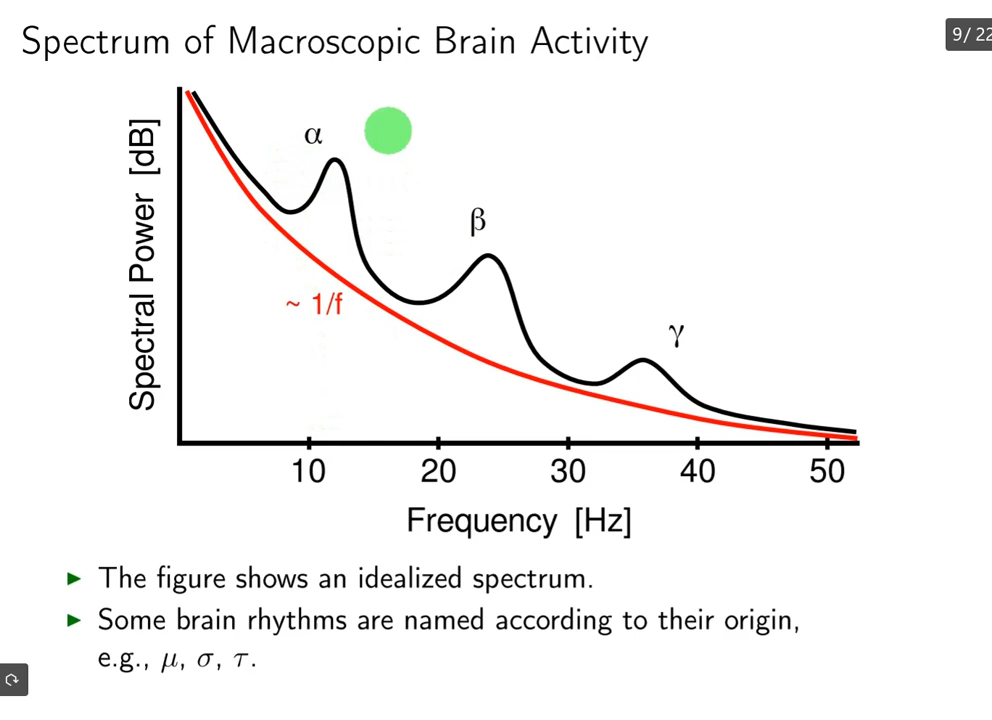 Spectrum of Macroscopic Brain Activity
9/ 22
Spectral Power [dB]
α
β
γ
~ 1/f
10 20 30 40 50
Frequency [Hz]
▶ The figure shows an idealized spectrum.
▶ Some brain rhythms are named according to their origin,
e.g., μ, σ, τ.